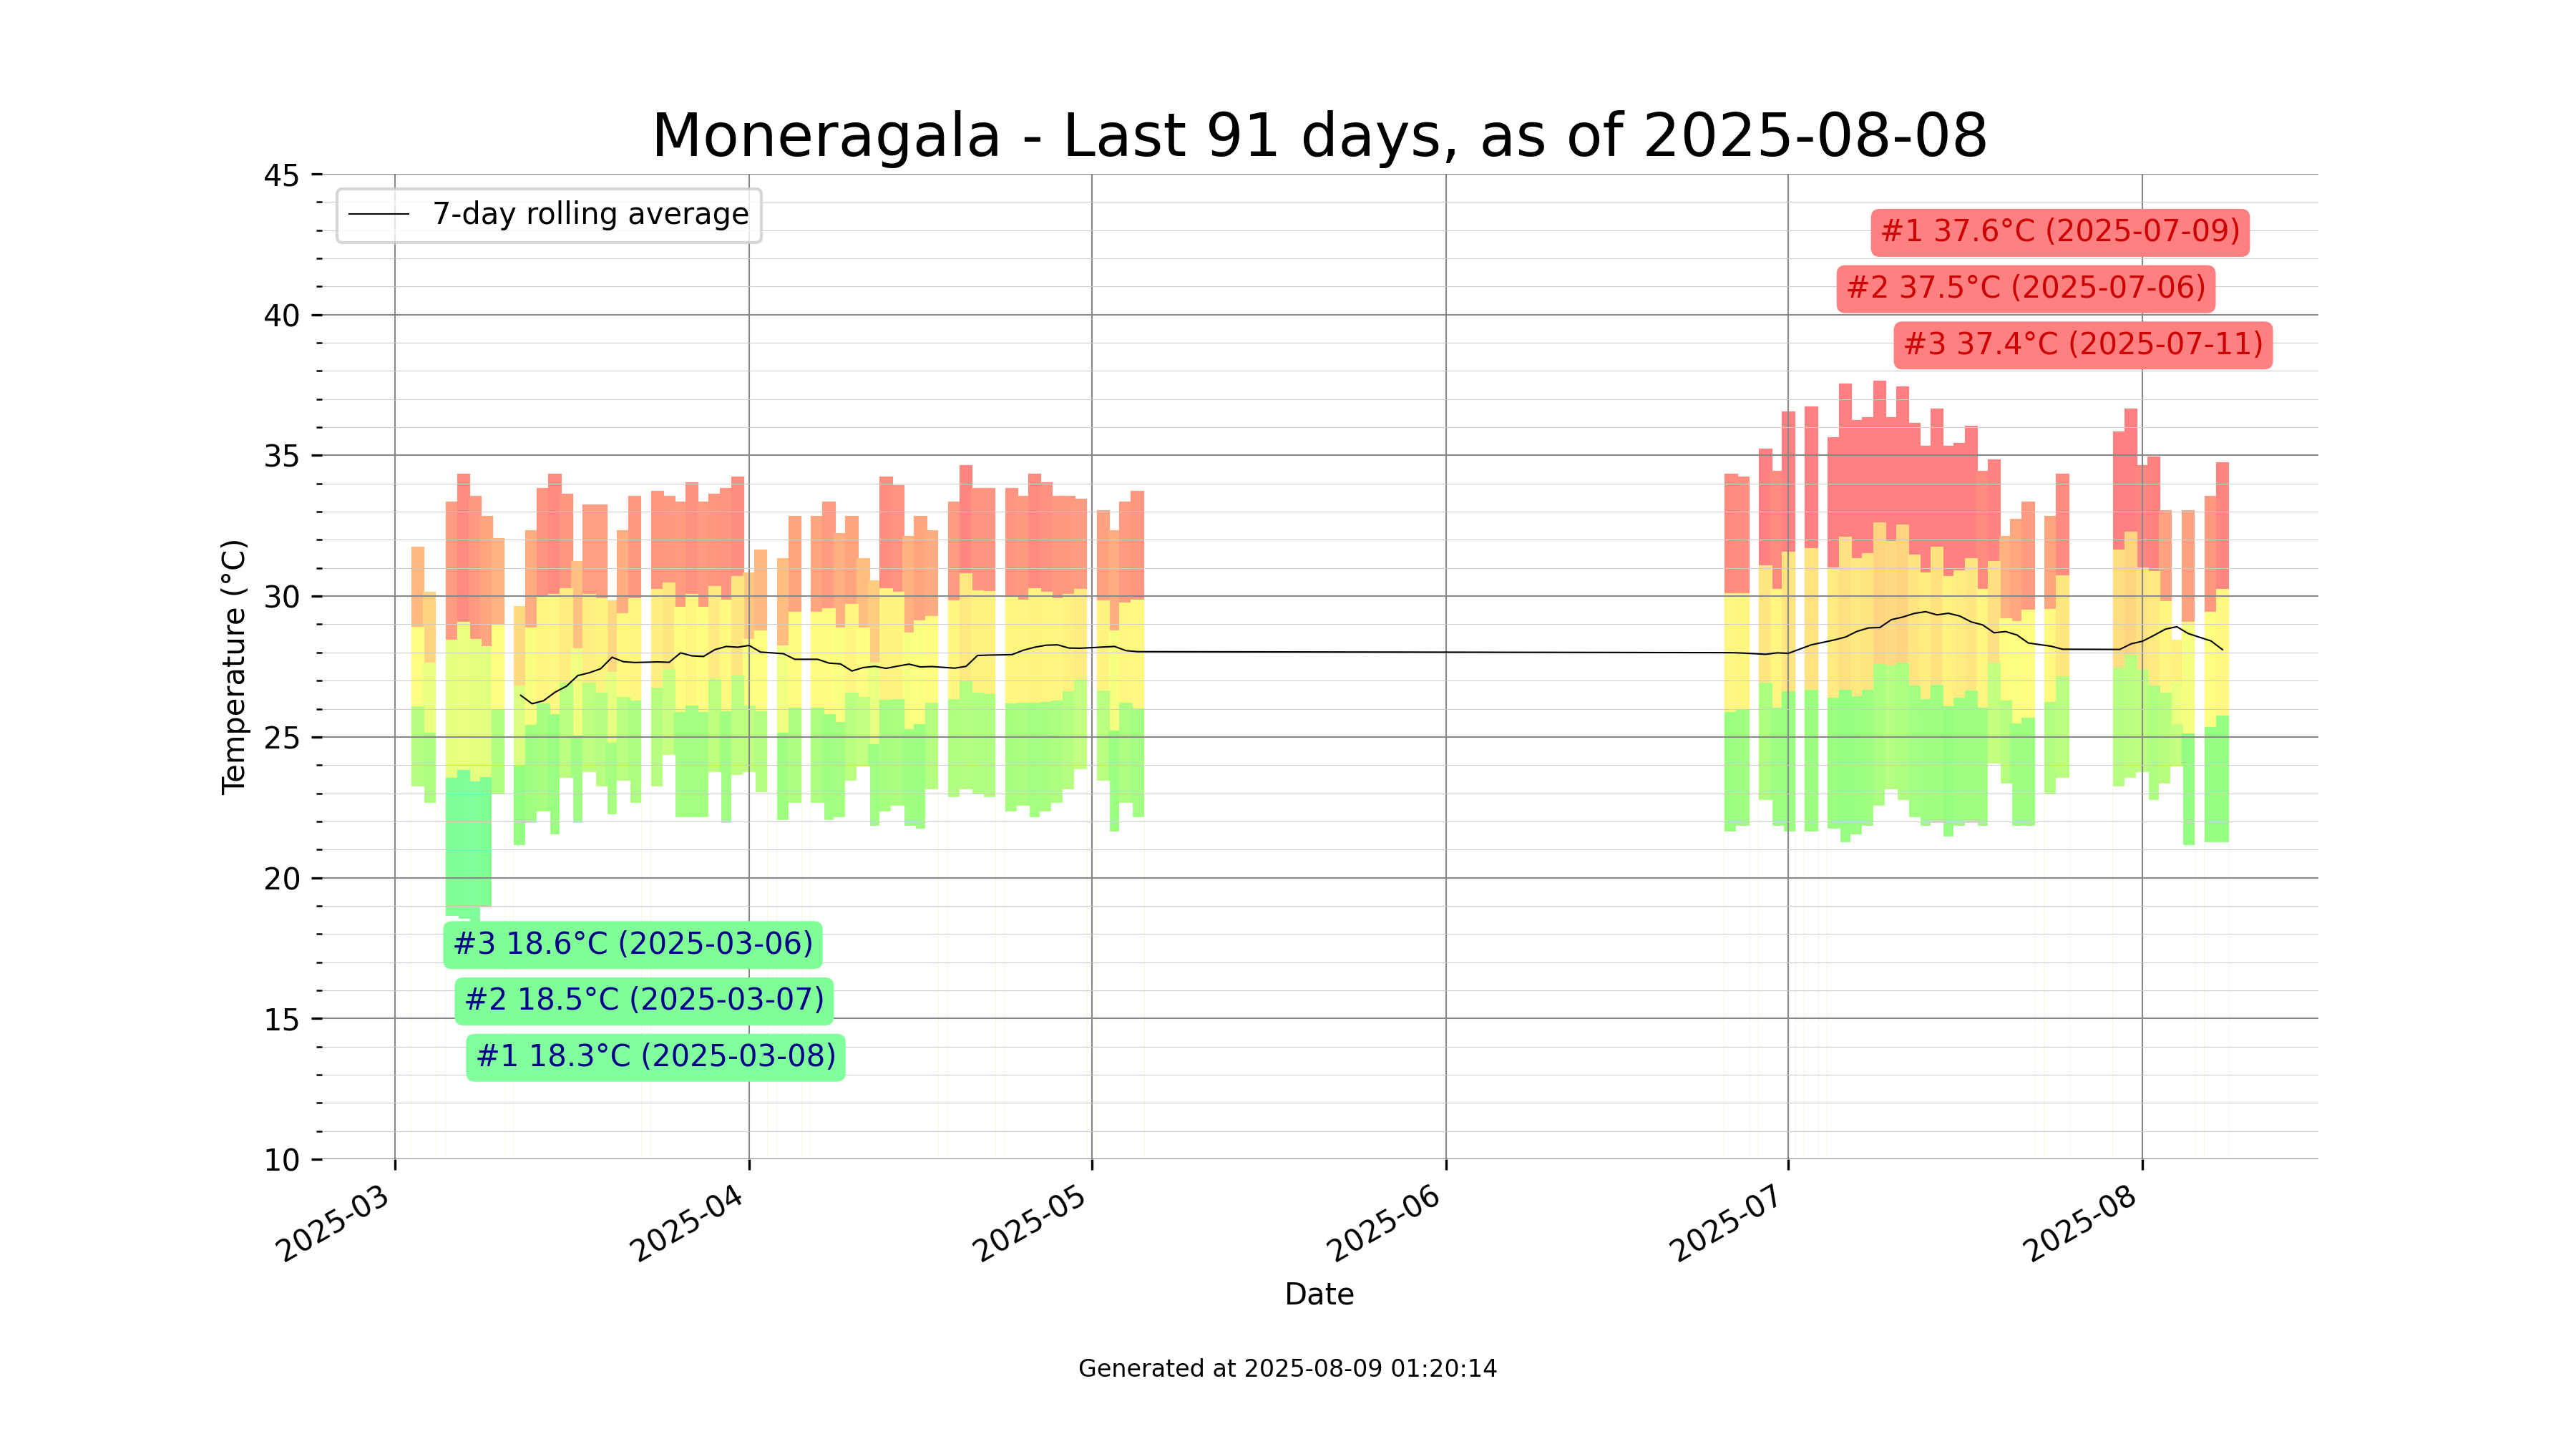 Moneragala - Last 91 days, as of 2025-08-08
45
7-day rolling average
#1 37.6°C (2025-07-09)
#2 37.5°C (2025-07-06)
40
#3 37.4°C (2025-07-11)
35
30
Temperature (°C)
25
20
#3 18.6°C (2025-03-06)
#2 18.5°C (2025-03-07)
15
#1 18.3°C (2025-03-08)
10
2025-03
2025-04
2025-05
2025-06
2025-07
2025-08
Date
Generated at 2025-08-09 01:20:14